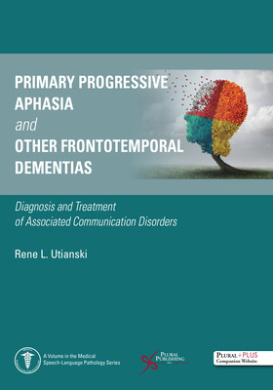 PRIMARY PROGRESSIVE
APHASIA
and
OTHER FRONTOTEMPORAL
DEMENTIAS
Diagnosis and Treatment
of Associated Communication Disorders
Rene L. Utianski
A Volume in the Medical
Speech-Language Pathology Series
PLURAL
PUBLISHING
PLURAL+PLUS
Companion Website